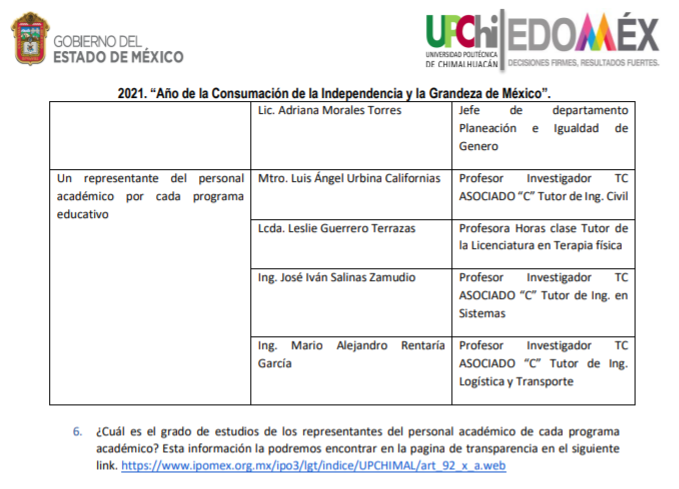 GOBIERNO DEL
ESTADO DE MÉXICO
UPChi
UNIVERSIDAD POLITÉCNICA
DE CHIMALHUACÁN
EDOMÉX
DECISIONES FIRMES, RESULTADOS FUERTES.
2021. “Año de la Consumación de la Independencia y la Grandeza de México”.
Lic. Adriana Morales Torres
Jefe de departamento
Planeación e Igualdad de
Genero
Un representante del personal
académico por cada programa
educativo
Mtro. Luis Ángel Urbina Californias
Profesor Investigador TC
ASOCIADO “C” Tutor de Ing. Civil
Lcda. Leslie Guerrero Terrazas
Profesora Horas clase Tutor de
la Licenciatura en Terapia física
Ing. José Iván Salinas Zamudio
Profesor Investigador TC
ASOCIADO “C” Tutor de Ing. en
Sistemas
Ing. Mario Alejandro Rentaría
García
Profesor Investigador TC
ASOCIADO “C” Tutor de Ing.
Logística y Transporte
6. ¿Cuál es el grado de estudios de los representantes del personal académico de cada programa
académico? Esta información la podremos encontrar en la pagina de transparencia en el siguiente
link. https://www.ipomex.org.mx/ipo3/lgt/indice/UPCHIMAL/art_92_x_a.web